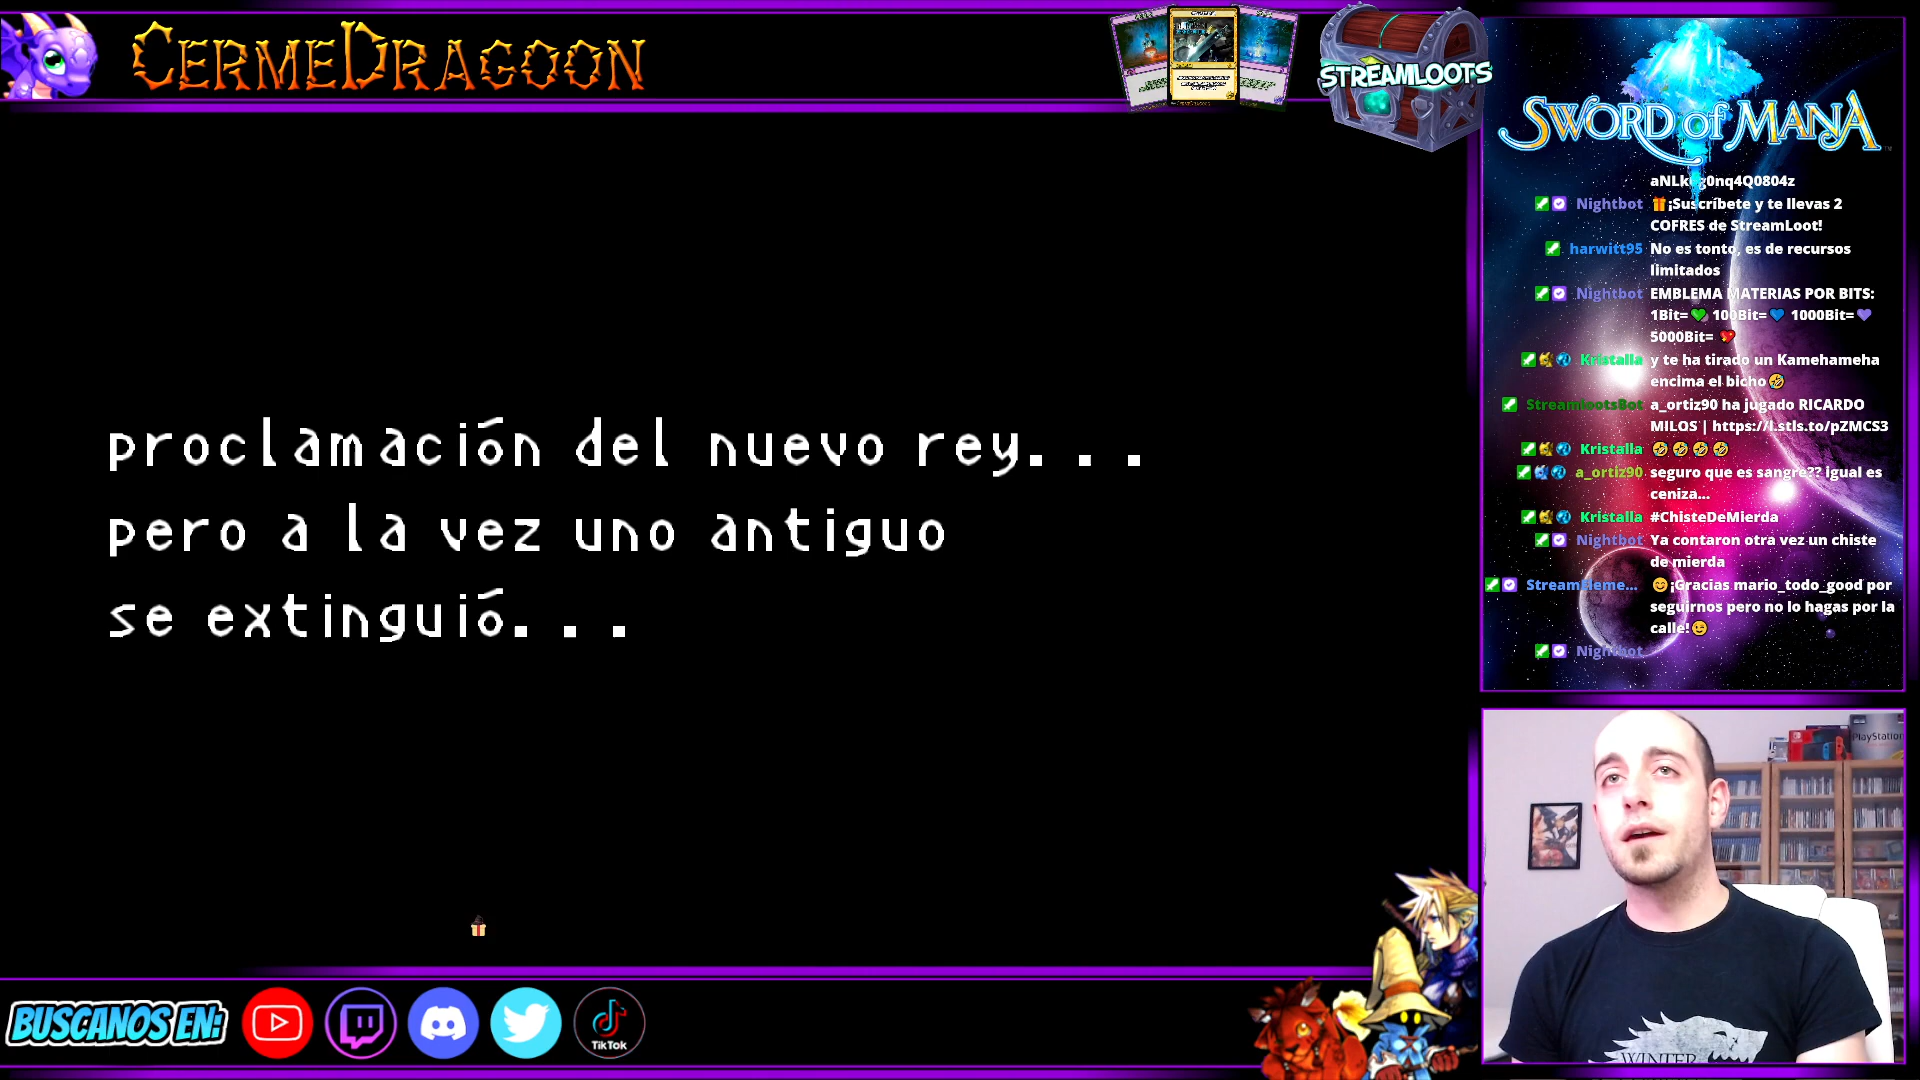 CERMEDRAGOON
STREAMLOOTS
SWORD of MANA
proclamación del nuevo rey...
pero a la vez uno antiguo
se extinguió...
Nightbot 🎁¡Suscríbete y te llevas 2
COFRES de StreamLoot!
harwitt95 No es tonto, es de recursos
limitados
Nightbot EMBLEMA MATERIAS POR BITS:
1Bit=💚 100Bit=💙 1000Bit=💜
5000Bit= ❤️
Kristalla y te ha tirado un Kamehameha
encima el bicho🤣
StreamlootsBot a_ortiz90 ha jugado RICARDO
MILOS | https://l.stls.to/pZMCS3
Kristalla 🤣🤣🤣🤣
a_ortiz90 seguro que es sangre?? igual es
ceniza...
Kristalla #ChisteDeMierda
Nightbot Ya contaron otra vez un chiste
de mierda
StreamEleme... 😊¡Gracias mario_todo_good por
seguirnos pero no lo hagas por la
calle!😉
Nightbot
PlayStation
WINTER
BUSCANOS EN:
TikTok